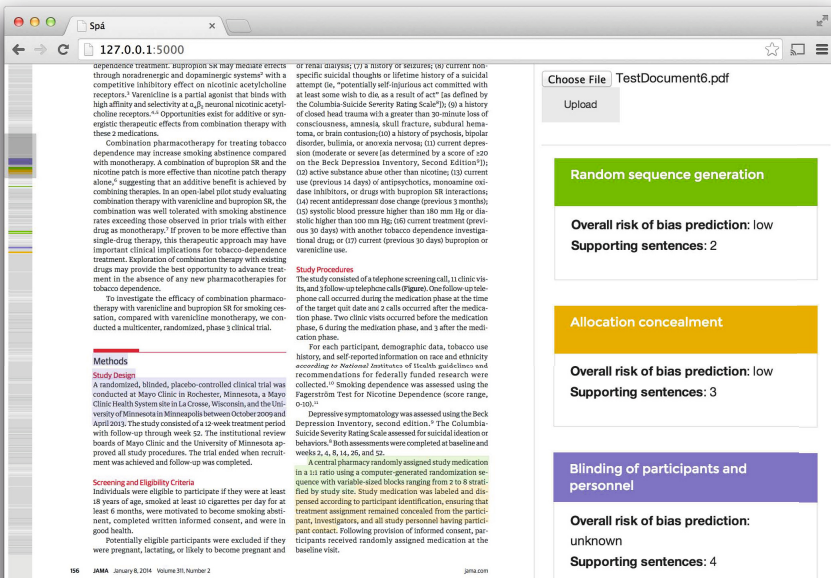 Spá
127.0.0.1:5000
dependence treatment. Bupropion SR may mediate effects
through noradrenergic and dopaminergic systems² with a
competitive inhibitory effect on nicotinic acetylcholine
receptors.³ Varenicline is a partial agonist that binds with
high affinity and selectivity at α₄β₂ neuronal nicotinic acetyl-
choline receptors.⁴,⁵ Opportunities exist for additive or syn-
ergistic therapeutic effects from combination therapy with
these 2 medications.
Combination pharmacotherapy for treating tobacco
dependence may increase smoking abstinence compared
with monotherapy. A combination of bupropion SR and the
nicotine patch is more effective than nicotine patch therapy
alone,⁶ suggesting that an additive benefit is achieved by
combining therapies. In an open-label pilot study evaluating
combination therapy with varenicline and bupropion SR, the
combination was well tolerated with smoking abstinence
rates exceeding those observed in prior trials with either
drug as monotherapy.⁷ If proven to be more effective than
single-drug therapy, this therapeutic approach may have
important clinical implications for tobacco-dependence
treatment. Exploration of combination therapy with existing
drugs may provide the best opportunity to advance treat-
ment in the absence of any new pharmacotherapies for
tobacco dependence.
To investigate the efficacy of combination pharmaco-
therapy with varenicline and bupropion SR for smoking ces-
sation, compared with varenicline monotherapy, we con-
ducted a multicenter, randomized, phase 3 clinical trial.
Methods
Study Design
A randomized, blinded, placebo-controlled clinical trial was
conducted at Mayo Clinic in Rochester, Minnesota, a Mayo
Clinic Health System site in La Crosse, Wisconsin, and the Uni-
versity of Minnesota in Minneapolis between October 2009 and
April 2013. The study consisted of a 12-week treatment period
with follow-up through week 52. The institutional review
boards of Mayo Clinic and the University of Minnesota ap-
proved all study procedures. The trial ended when recruit-
ment was achieved and follow-up was completed.
Screening and Eligibility Criteria
Individuals were eligible to participate if they were at least
18 years of age, smoked at least 10 cigarettes per day for at
least 6 months, were motivated to become smoking absti-
nent, completed written informed consent, and were in
good health.
Potentially eligible participants were excluded if they
were pregnant, lactating, or likely to become pregnant and
of renal dialysis; (7) a history of seizures; (8) current non-
specific suicidal thoughts or lifetime history of a suicidal
attempt (ie, "potentially self-injurious act committed with
at least some wish to die, as a result of act" [as defined by
the Columbia-Suicide Severity Rating Scale⁸]); (9) a history
of closed head trauma with a greater than 30-minute loss of
consciousness, amnesia, skull fracture, subdural hema-
toma, or brain contusion; (10) a history of psychosis, bipolar
disorder, bulimia, or anorexia nervosa; (11) current depres-
sion (moderate or severe [as determined by a score of ≥20
on the Beck Depression Inventory, Second Edition⁹]);
(12) active substance abuse other than nicotine; (13) current
use (previous 14 days) of antipsychotics, monoamine oxi-
dase inhibitors, or drugs with bupropion SR interactions;
(14) recent antidepressant dose change (previous 3 months);
(15) systolic blood pressure higher than 180 mm Hg or dia-
stolic higher than 100 mm Hg; (16) current treatment (previ-
ous 30 days) with another tobacco dependence investiga-
tional drug; or (17) current (previous 30 days) bupropion or
varenicline use.
Study Procedures
The study consisted of a telephone screening call, 11 clinic vis-
its, and 3 follow-up telephone calls (Figure). One follow-up tele-
phone call occurred during the medication phase at the time
of the target quit date and 2 calls occurred after the medica-
tion phase. Two clinic visits occurred before the medication
phase, 6 during the medication phase, and 3 after the medi-
cation phase.
For each participant, demographic data, tobacco use
history, and self-reported information on race and ethnicity
according to National Institutes of Health guidelines and
recommendations for federally funded research were
collected.¹⁰ Smoking dependence was assessed using the
Fagerström Test for Nicotine Dependence (score range,
0-10).¹¹
Depressive symptomatology was assessed using the Beck
Depression Inventory, second edition.⁹ The Columbia-
Suicide Severity Rating Scale assessed for suicidal ideation or
behaviors.⁸ Both assessments were completed at baseline and
weeks 2, 4, 8, 14, 26, and 52.
A central pharmacy randomly assigned study medication
in a 1:1 ratio using a computer-generated randomization se-
quence with variable-sized blocks ranging from 2 to 8 strati-
fied by study site. Study medication was labeled and dis-
pensed according to participant identification, ensuring that
treatment assignment remained concealed from the partici-
pant, investigators, and all study personnel having partici-
pant contact. Following provision of informed consent, par-
ticipants received randomly assigned medication at the
baseline visit.
156 JAMA January 8, 2014 Volume 311, Number 2
jama.com
Choose File TestDocument6.pdf
Upload
Random sequence generation
Overall risk of bias prediction: low
Supporting sentences: 2
Allocation concealment
Overall risk of bias prediction: low
Supporting sentences: 3
Blinding of participants and
personnel
Overall risk of bias prediction:
unknown
Supporting sentences: 4